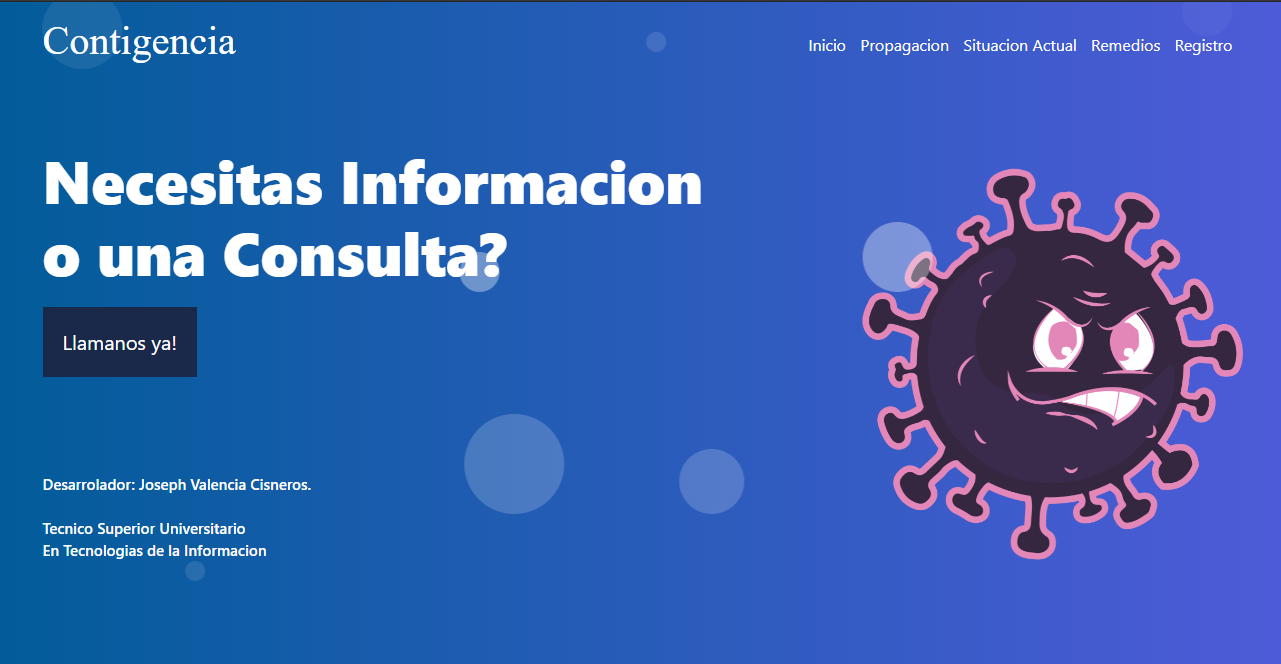 Contigencia
Inicio Propagacion Situacion Actual Remedios Registro
Necesitas Informacion
o una Consulta?
Llamanos ya!
Desarrolador: Joseph Valencia Cisneros.
Tecnico Superior Universitario
En Tecnologias de la Informacion